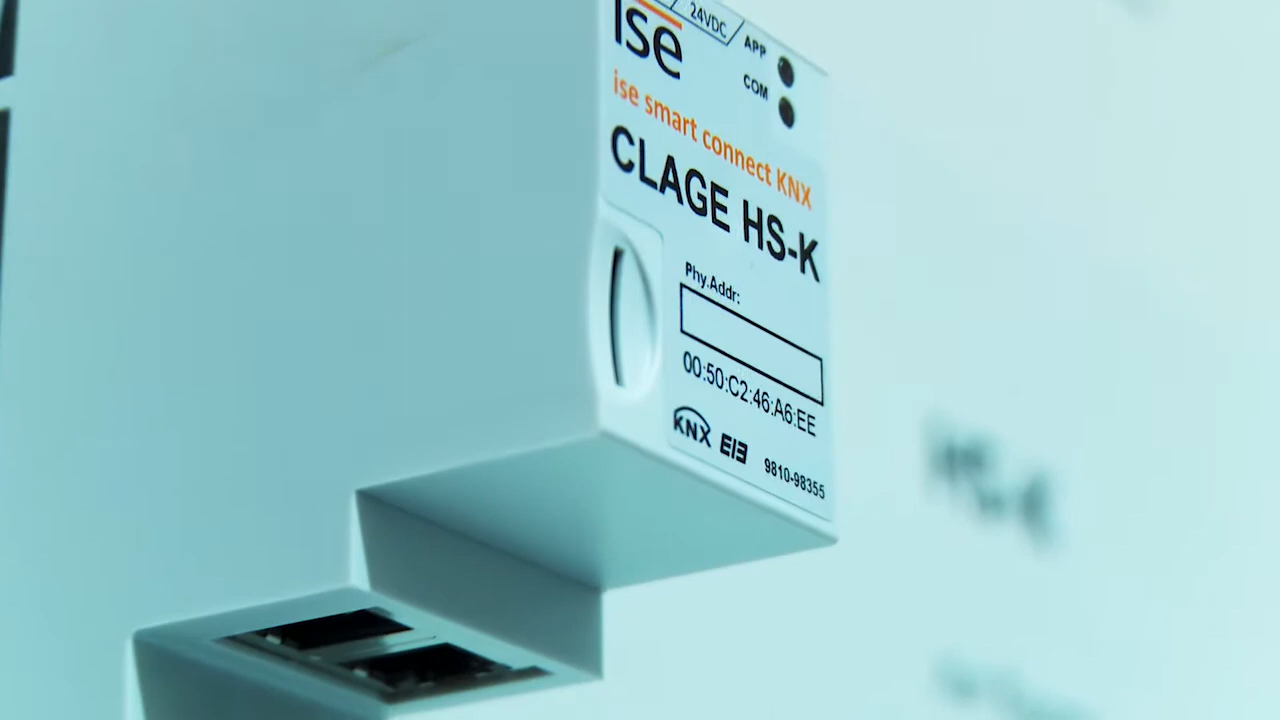 24VDC
APP
ise
COM
ise smart connect KNX
CLAGE HS-K
Phy.Addr:
00:50:C2:46:A6:EE
KNX EIB
9810-98355
HS-K